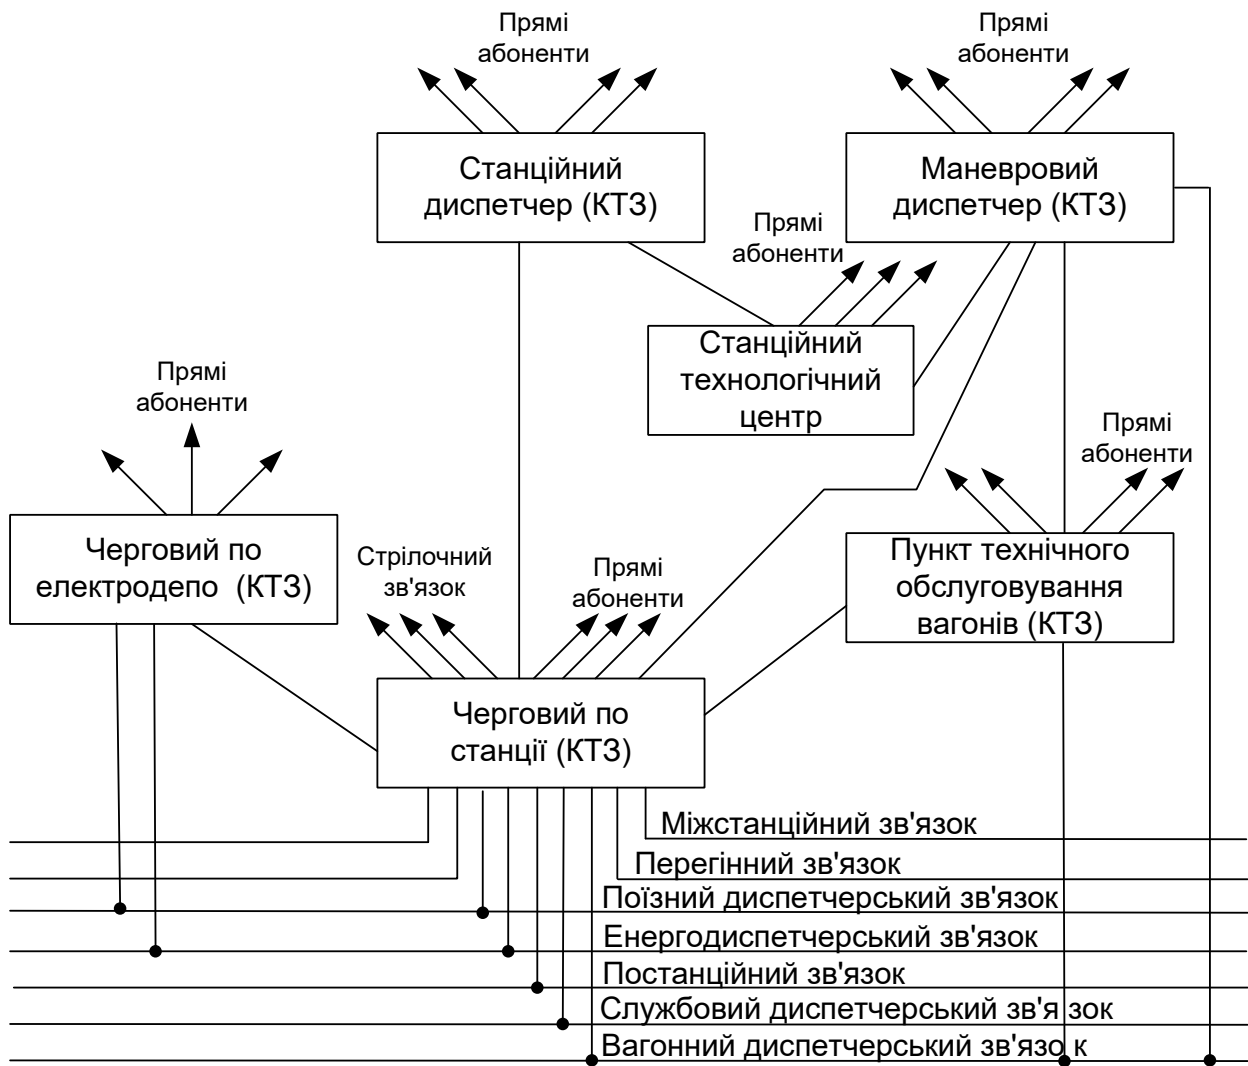 Прямі
абоненти
Прямі
абоненти
Станційний
диспетчер (КТЗ)
Маневровий
диспетчер (КТЗ)
Прямі
абоненти
Станційний
технологічний
центр
Прямі
абоненти
Прямі
абоненти
Черговий по
електродепо (КТЗ)
Стрілочний
зв'язок
Прямі
абоненти
Пункт технічного
обслуговування
вагонів (КТЗ)
Черговий по
станції (КТЗ)
Міжстанційний зв'язок
Перегінний зв'язок
Поїзний диспетчерський зв'язок
Енергодиспетчерський зв'язок
Постанційний зв'язок
Службовий диспетчерський зв'я зок
Вагонний диспетчерський зв'язо к